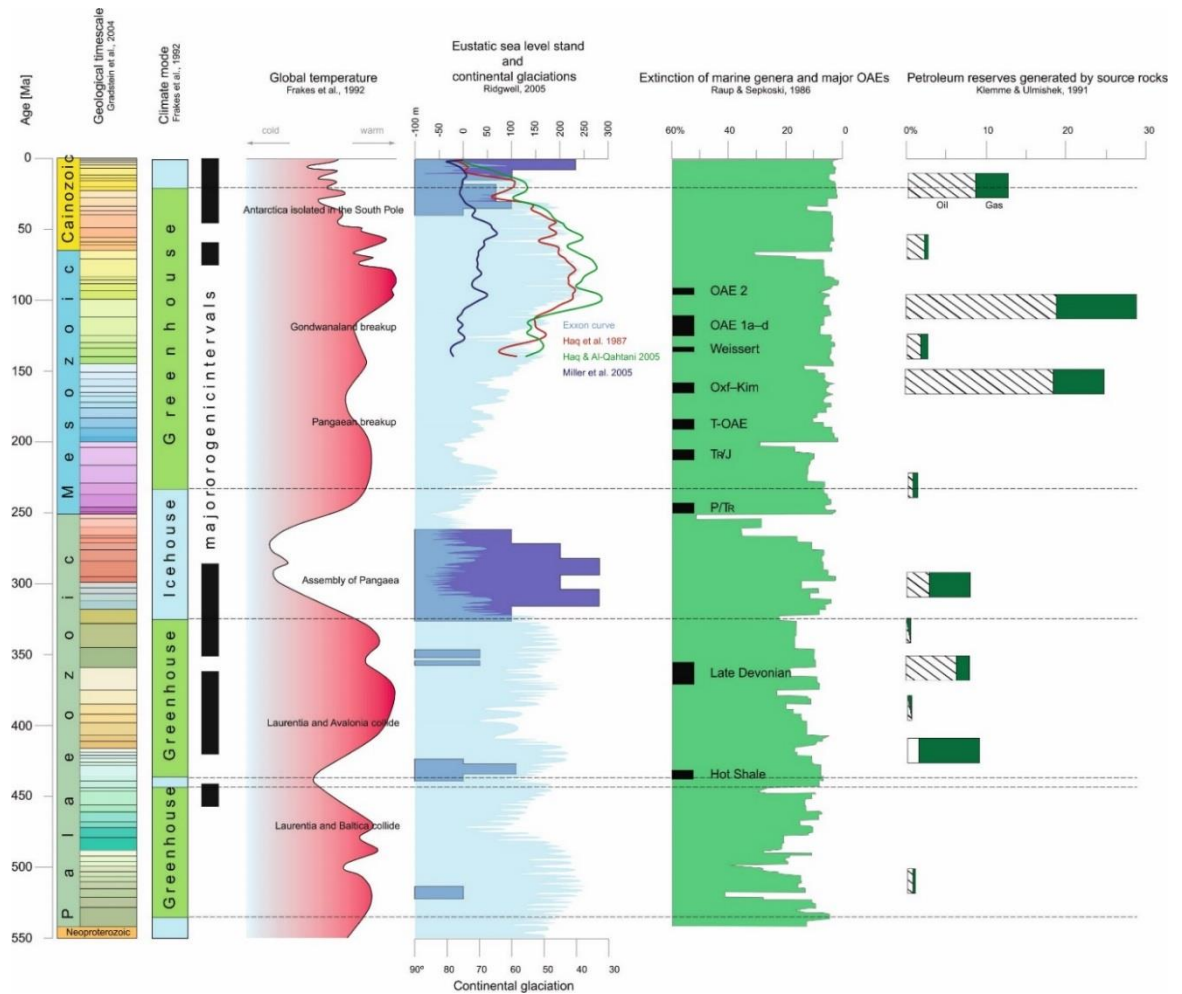 Age [Ma]
Geological timescale
Gradstein et al., 2004
Climate mode
Frakes et al., 1992
Global temperature
Frakes et al., 1992
cold
warm
Eustatic sea level stand
and
continental glaciations
Ridgwell, 2005
-100 m
-50
0
50
100
150
200
250
300
Extinction of marine genera and major OAEs
Raup & Sepkoski, 1986
60%
40
20
0
Petroleum reserves generated by source rocks
Klemme & Ulmishek, 1991
0%
10
20
30
0
50
100
150
200
250
300
350
400
450
500
550
Cainozoic
Mesozoic
Palaeozoic
Neoproterozoic
Greenhouse
Icehouse
Greenhouse
Greenhouse
major orogenic intervals
Antarctica isolated in the South Pole
Gondwanaland breakup
Pangaean breakup
Assembly of Pangaea
Laurentia and Avalonia collide
Laurentia and Baltica collide
Exxon curve
Haq et al. 1987
Haq & Al-Qahtani 2005
Miller et al. 2005
90º
80
70
60
50
40
30
Continental glaciation
OAE 2
OAE 1a–d
Weissert
Oxf–Kim
T-OAE
TR/J
P/TR
Late Devonian
Hot Shale
Oil
Gas